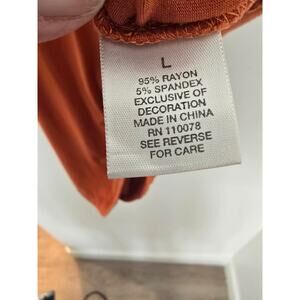 L
95% RAYON
5% SPANDEX
EXCLUSIVE OF
DECORATION
MADE IN CHINA
RN 110078
SEE REVERSE
FOR CARE